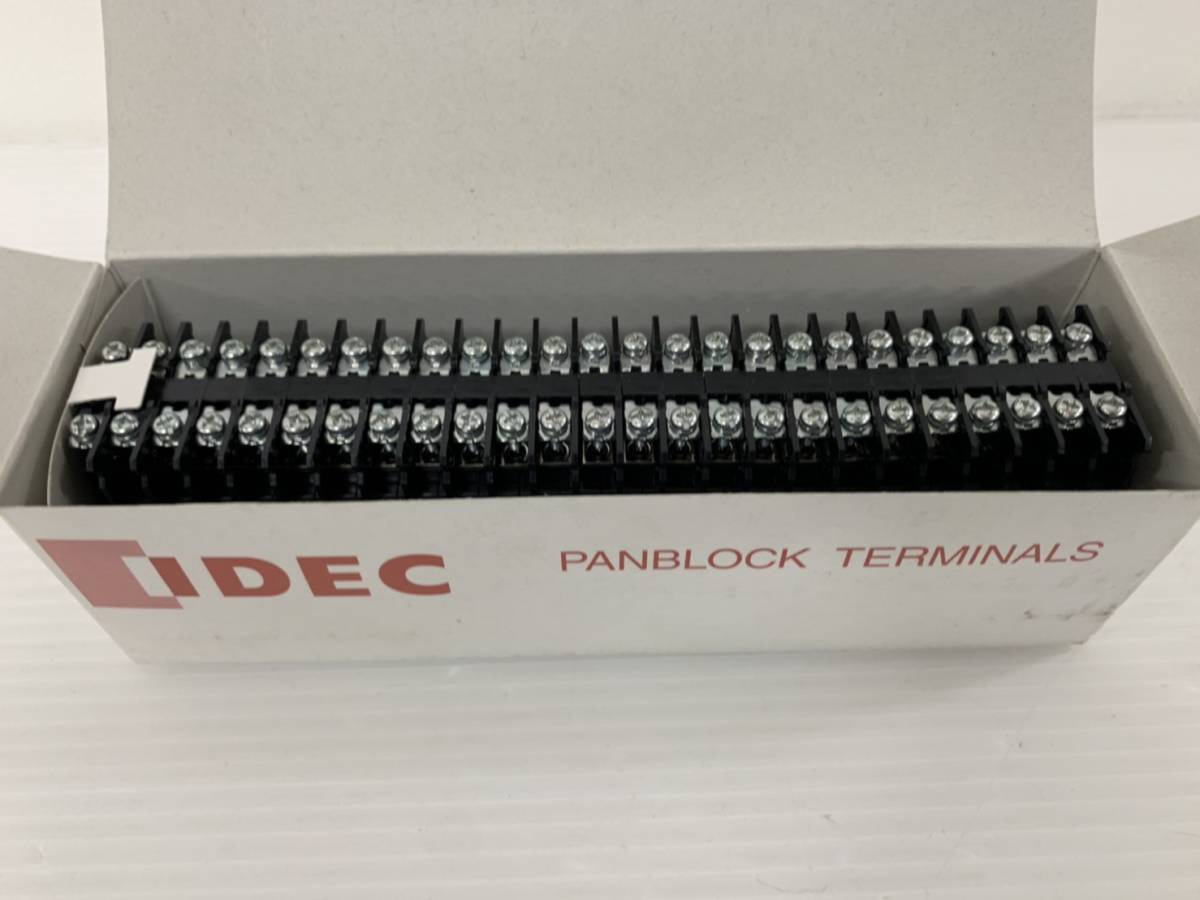 IDEC PANBLOCK TERMINALS